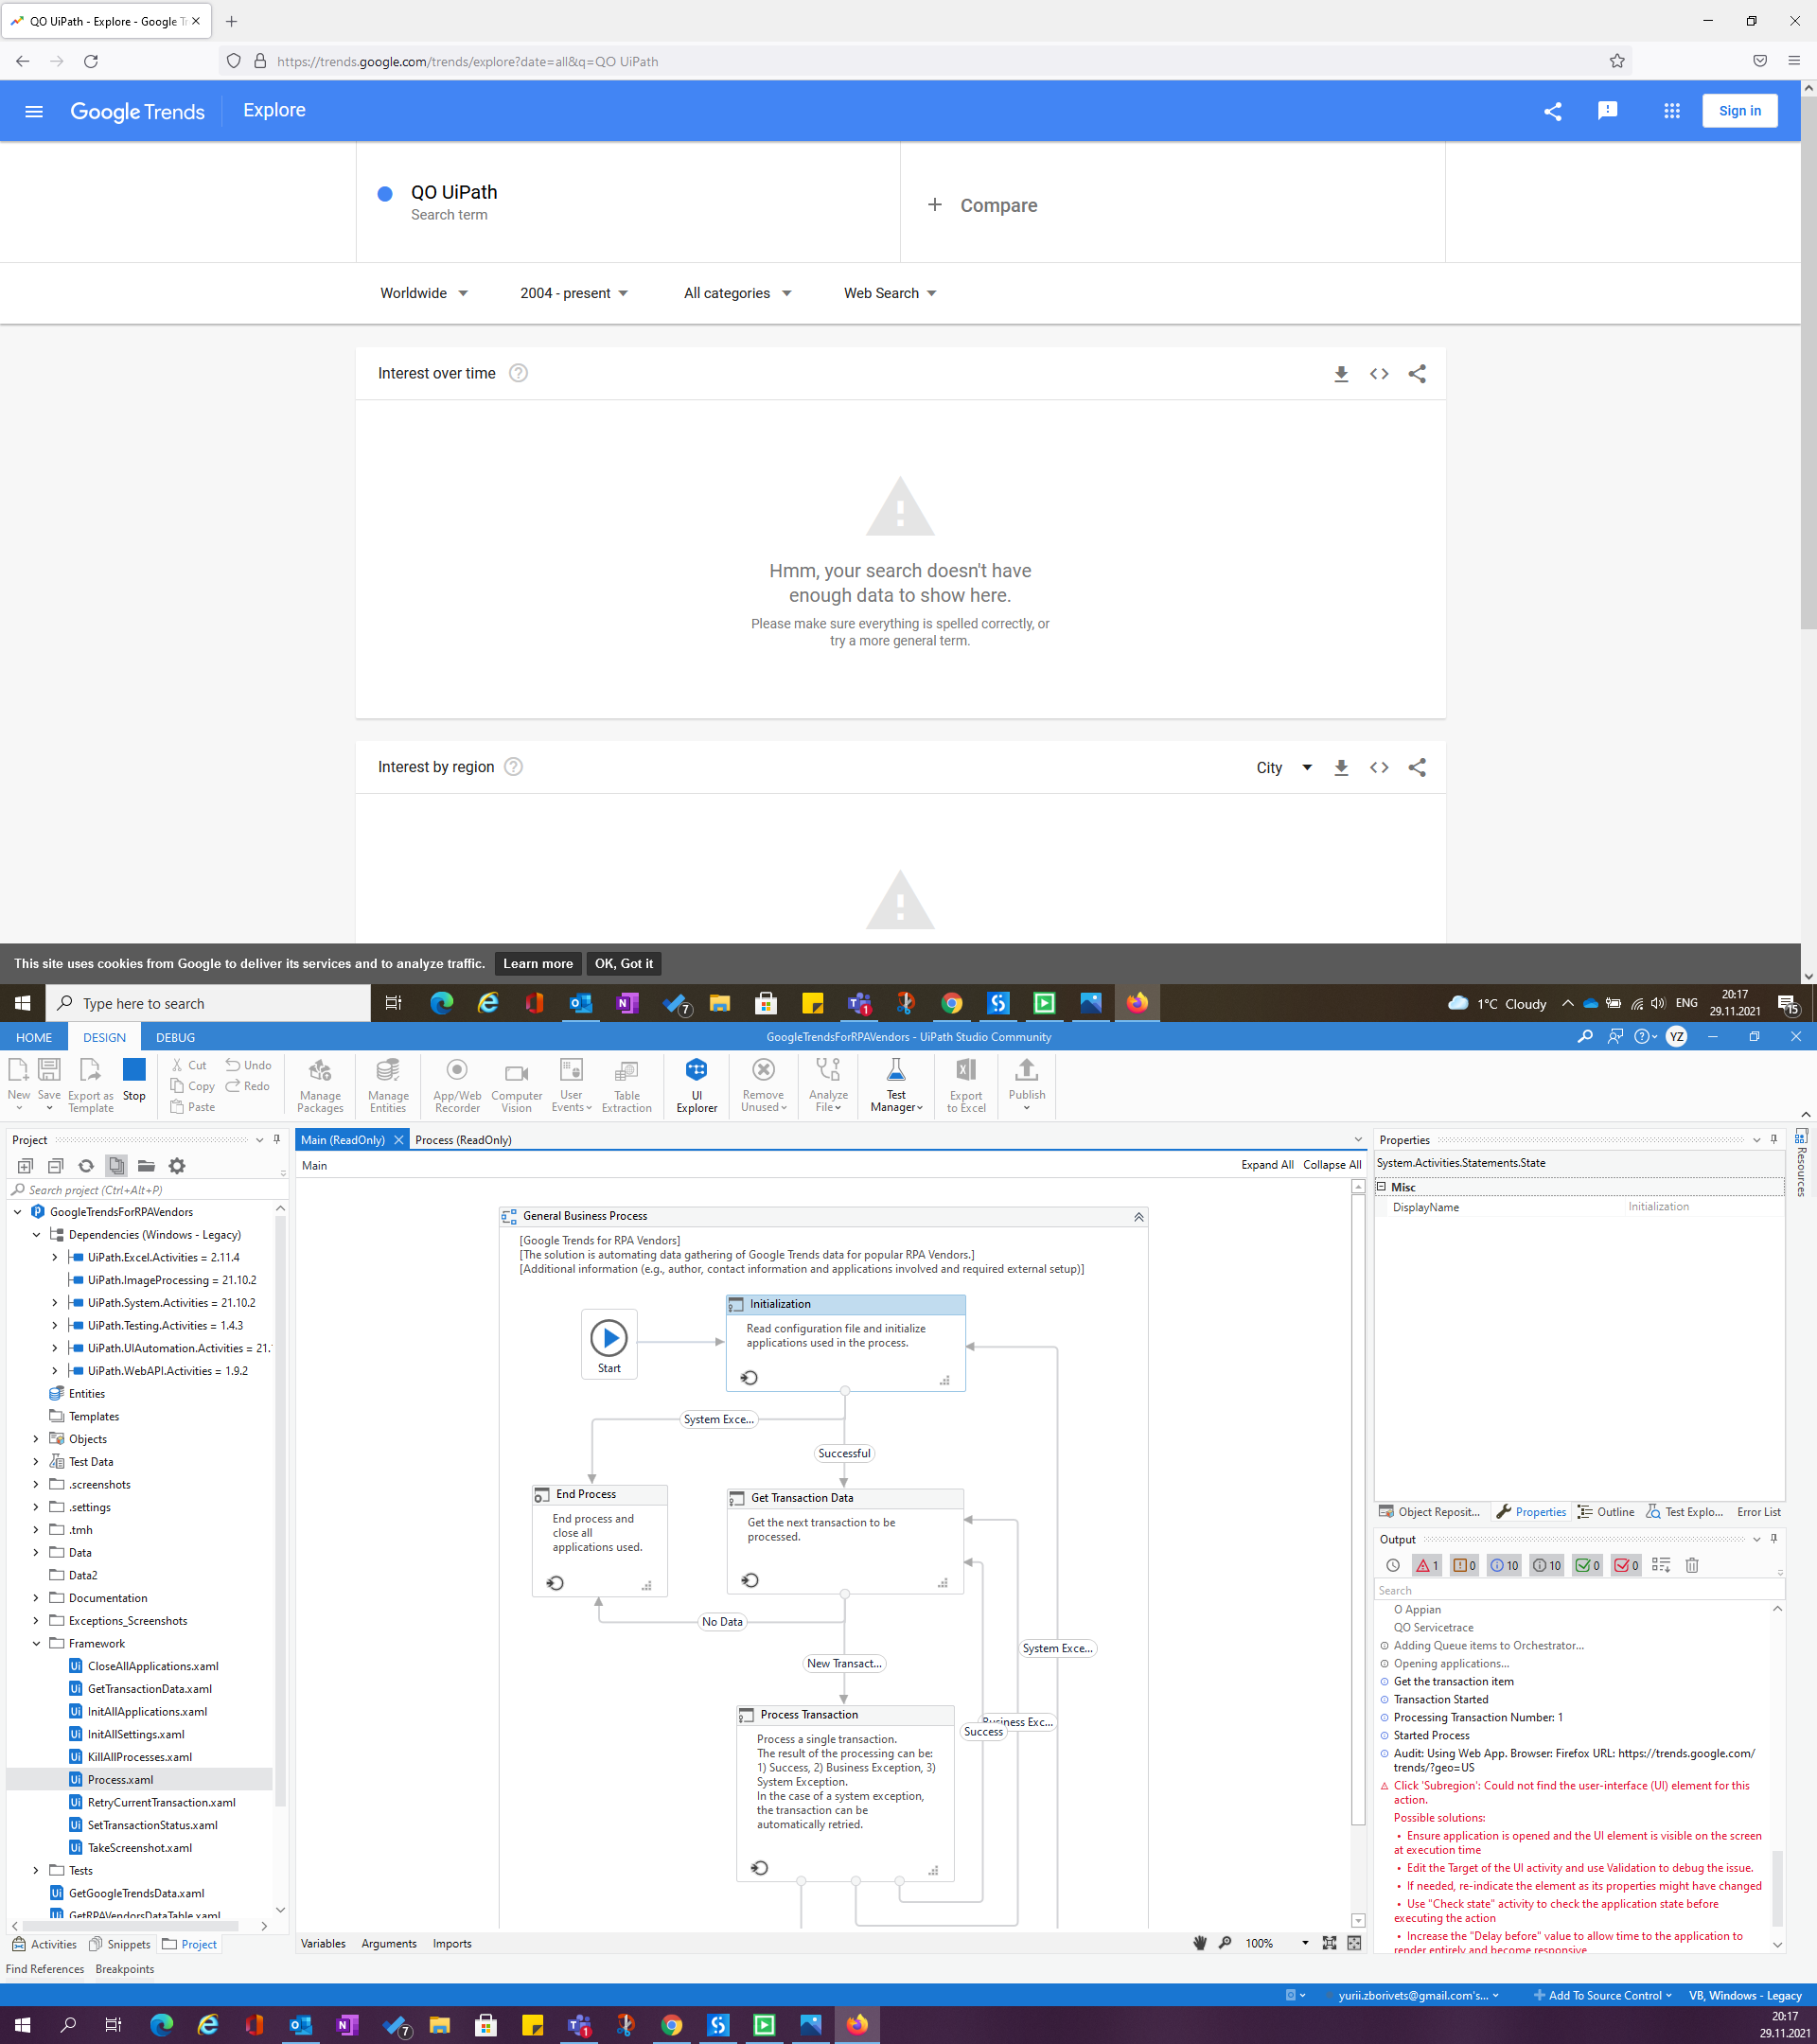 QO UiPath - Explore - Google Tr
https://trends.google.com/trends/explore?date=all&q=QO UiPath
Google Trends
Explore
Sign in
QO UiPath
Search term
+ Compare
Worldwide
2004 - present
All categories
Web Search
Interest over time
Hmm, your search doesn't have
enough data to show here.
Please make sure everything is spelled correctly, or
try a more general term.
Interest by region
City
This site uses cookies from Google to deliver its services and to analyze traffic.
Learn more
OK, Got it
Type here to search
7
1
1°C Cloudy
ENG
20:17
29.11.2021
15
HOME
DESIGN
DEBUG
GoogleTrendsForRPAVendors - UiPath Studio Community
YZ
New
Save
Export as
Template
Stop
Cut
Copy
Paste
Undo
Redo
Manage
Packages
Manage
Entities
App/Web
Recorder
Computer
Vision
User
Events
Table
Extraction
UI
Explorer
Remove
Unused
Analyze
File
Test
Manager
Export
to Excel
Publish
Project
Search project (Ctrl+Alt+P)
GoogleTrendsForRPAVendors
Dependencies (Windows - Legacy)
UiPath.Excel.Activities = 2.11.4
UiPath.ImageProcessing = 21.10.2
UiPath.System.Activities = 21.10.2
UiPath.Testing.Activities = 1.4.3
UiPath.UIAutomation.Activities = 21.
UiPath.WebAPI.Activities = 1.9.2
Entities
Templates
Objects
Test Data
.screenshots
.settings
.tmh
Data
Data2
Documentation
Exceptions_Screenshots
Framework
CloseAllApplications.xaml
GetTransactionData.xaml
InitAllApplications.xaml
InitAllSettings.xaml
KillAllProcesses.xaml
Process.xaml
RetryCurrentTransaction.xaml
SetTransactionStatus.xaml
TakeScreenshot.xaml
Tests
GetGoogleTrendsData.xaml
GetRPAVendorsDataTable.xaml
Activities
Snippets
Project
Find References
Breakpoints
Main (ReadOnly)
Process (ReadOnly)
Main
Expand All
Collapse All
General Business Process
[Google Trends for RPA Vendors]
[The solution is automating data gathering of Google Trends data for popular RPA Vendors.]
[Additional information (e.g., author, contact information and applications involved and required external setup)]
Start
Initialization
Read configuration file and initialize
applications used in the process.
System Exce...
Successful
End Process
End process and
close all
applications used.
Get Transaction Data
Get the next transaction to be
processed.
No Data
New Transact...
System Exce...
Process Transaction
Process a single transaction.
The result of the processing can be:
1) Success, 2) Business Exception, 3)
System Exception.
In the case of a system exception,
the transaction can be
automatically retried.
Business Exc...
Success
Variables
Arguments
Imports
100%
Properties
System.Activities.Statements.State
Misc
DisplayName
Initialization
Resources
Object Reposit...
Properties
Outline
Test Explo...
Error List
Output
1
0
10
10
0
0
Search
O Appian
QO Servicetrace
Adding Queue items to Orchestrator...
Opening applications...
Get the transaction item
Transaction Started
Processing Transaction Number: 1
Started Process
Audit: Using Web App. Browser: Firefox URL: https://trends.google.com/
trends/?geo=US
Click 'Subregion': Could not find the user-interface (UI) element for this
action.
Possible solutions:
• Ensure application is opened and the UI element is visible on the screen
at execution time
• Edit the Target of the UI activity and use Validation to debug the issue.
• If needed, re-indicate the element as its properties might have changed
• Use "Check state" activity to check the application state before
executing the action
• Increase the "Delay before" value to allow time to the application to
render entirely and become responsive
yurii.zborivets@gmail.com's...
Add To Source Control
VB, Windows - Legacy
7
1
20:17
29.11.2021